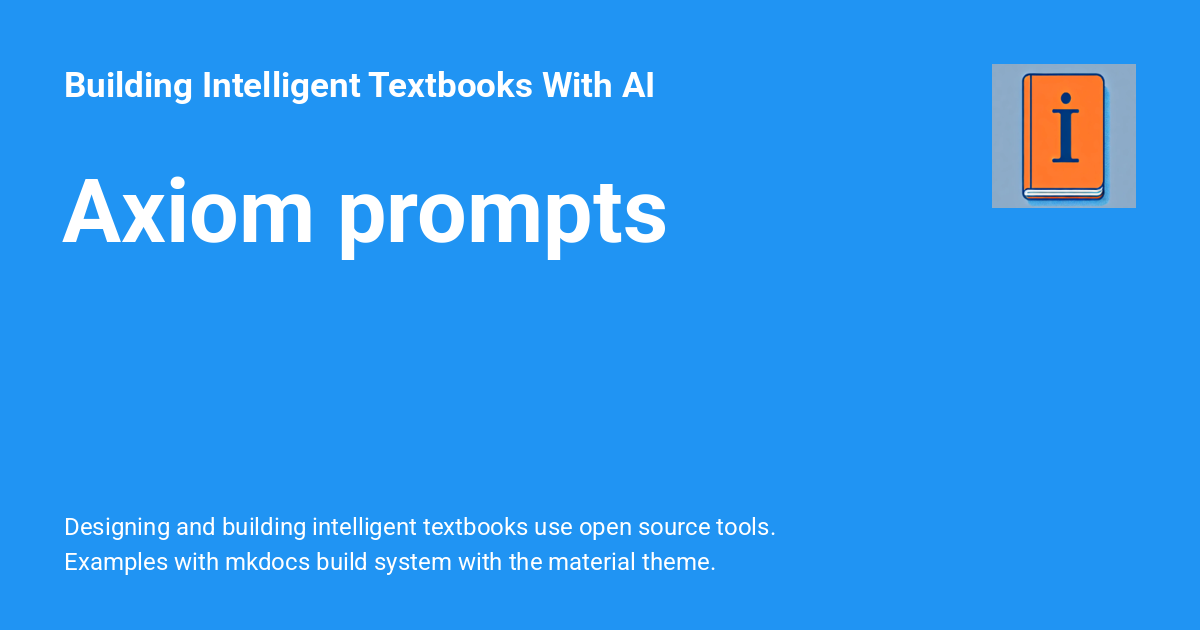 Building Intelligent Textbooks With AI
Axiom prompts
i
Designing and building intelligent textbooks use open source tools.
Examples with mkdocs build system with the material theme.